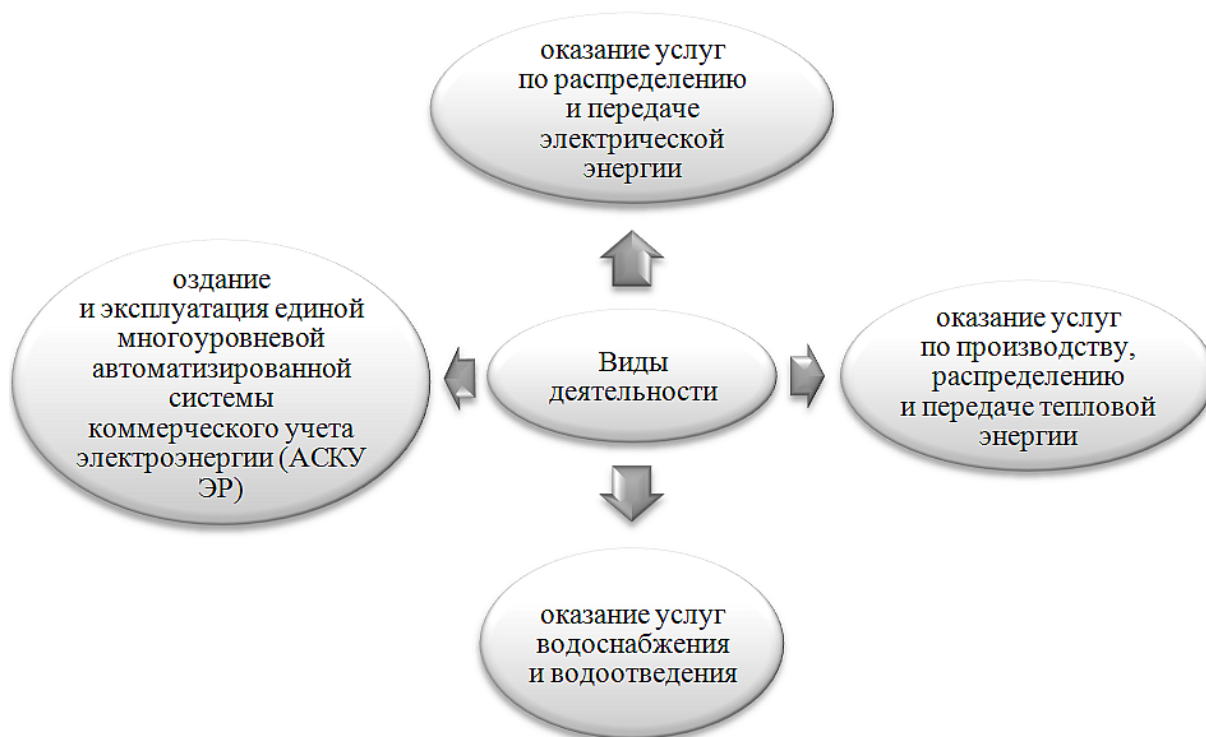 оказание услуг
по распределению
и передаче
электрической
энергии
оздание
и эксплуатация единой
многоуровневой
автоматизированной
системы
коммерческого учета
электроэнергии (АСКУ
ЭР)
Виды
деятельности
оказание услуг
по производству,
распределению
и передаче тепловой
энергии
оказание услуг
водоснабжения
и водоотведения